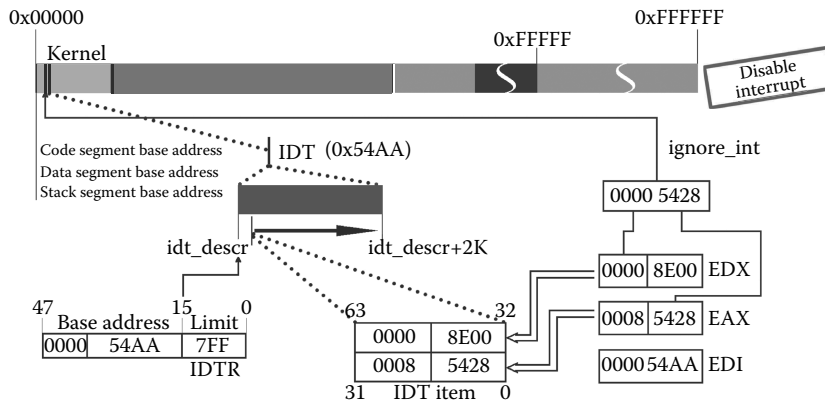 0x00000
0xFFFFFF
0xFFFFF
Kernel
Disable
interrupt
Code segment base address
Data segment base address
Stack segment base address
IDT (0x54AA)
ignore_int
0000 5428
idt_descr
idt_descr+2K
0000 8E00 EDX
47 15 0
63 32
Base address Limit
0000 54AA 7FF
IDTR
0000 8E00
0008 5428
31 IDT item 0
0008 5428 EAX
0000 54AA EDI